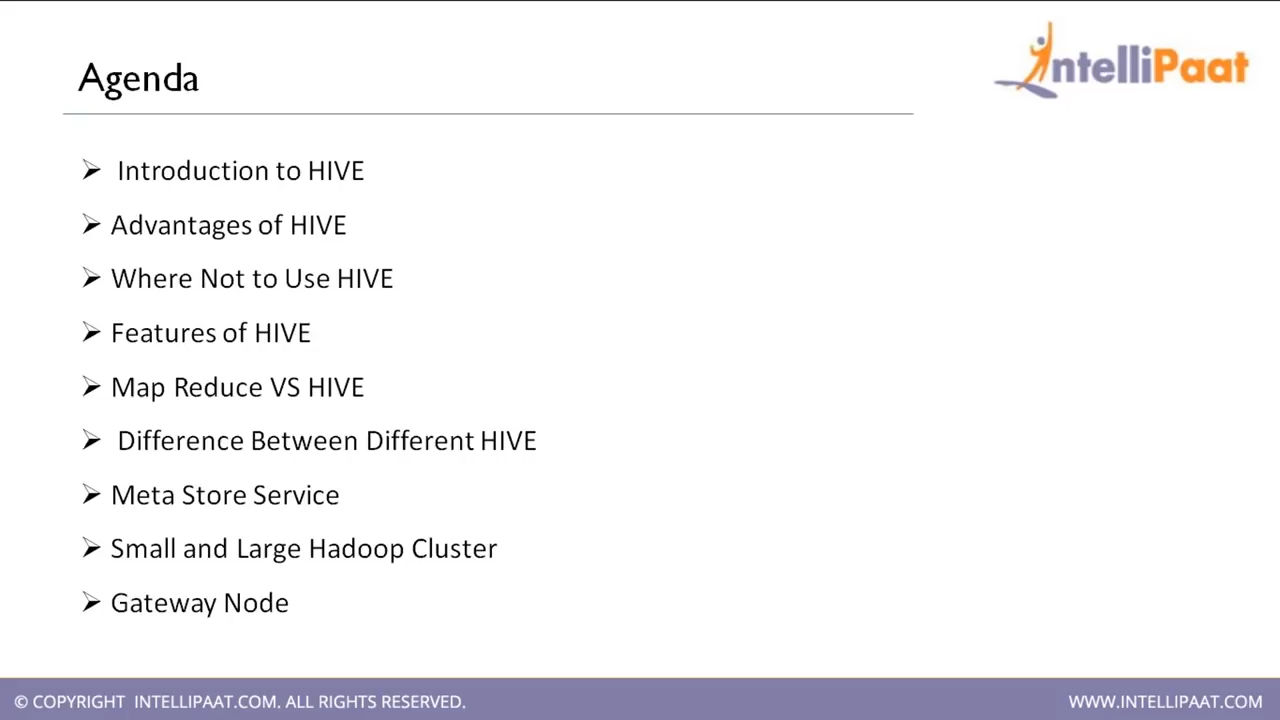 Agenda
IntelliPaat
➢ Introduction to HIVE
➢ Advantages of HIVE
➢ Where Not to Use HIVE
➢ Features of HIVE
➢ Map Reduce VS HIVE
➢ Difference Between Different HIVE
➢ Meta Store Service
➢ Small and Large Hadoop Cluster
➢ Gateway Node
© COPYRIGHT INTELLIPAAT.COM. ALL RIGHTS RESERVED.
WWW.INTELLIPAAT.COM